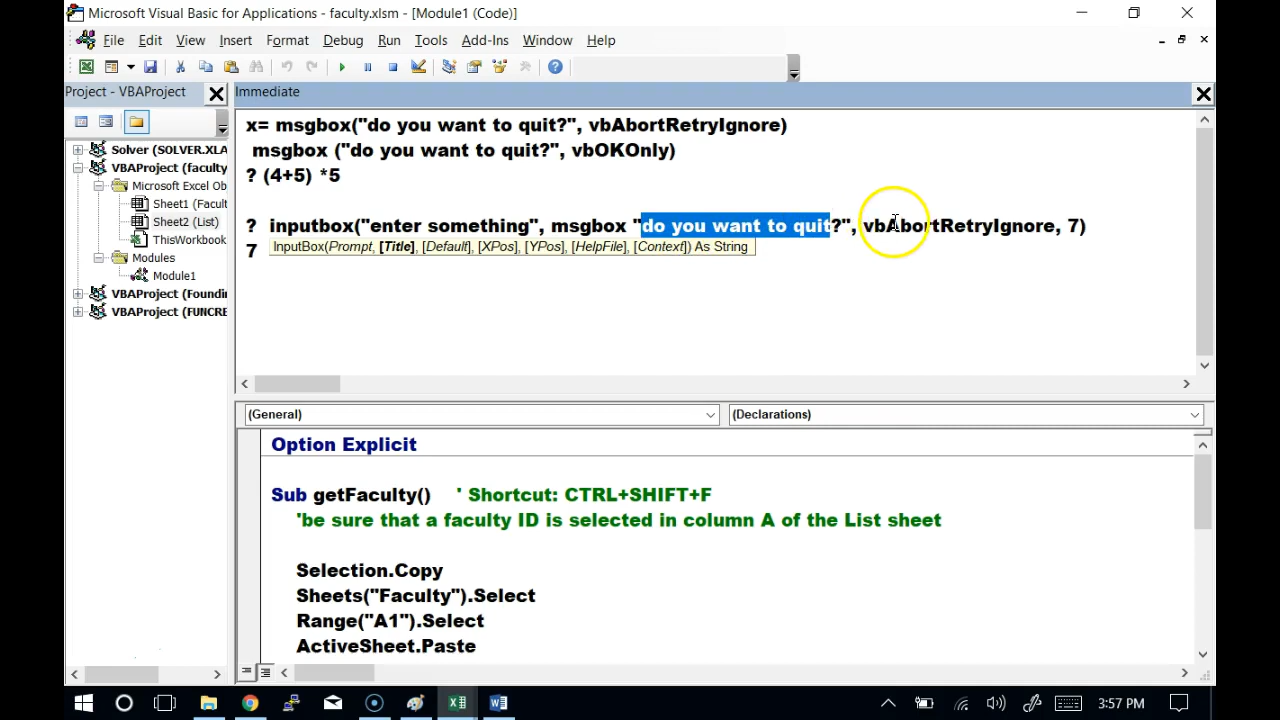 Microsoft Visual Basic for Applications - faculty.xlsm - [Module1 (Code)]
File Edit View Insert Format Debug Run Tools Add-Ins Window Help
Project - VBAProject
Immediate
Solver (SOLVER.XLA
VBAProject (faculty
Microsoft Excel Ob
Sheet1 (Facult
Sheet2 (List)
ThisWorkbook
Modules
Module1
VBAProject (Foundin
VBAProject (FUNCRE
x= msgbox("do you want to quit?", vbAbortRetryIgnore)
msgbox ("do you want to quit?", vbOKOnly)
? (4+5) *5
? inputbox("enter something", msgbox "do you want to quit?", vbAbortRetryIgnore, 7)
InputBox(Prompt, [Title], [Default], [XPos], [YPos], [HelpFile], [Context]) As String
7
(General)
(Declarations)
Option Explicit
Sub getFaculty() ' Shortcut: CTRL+SHIFT+F
'be sure that a faculty ID is selected in column A of the List sheet
Selection.Copy
Sheets("Faculty").Select
Range("A1").Select
ActiveSheet.Paste
3:57 PM